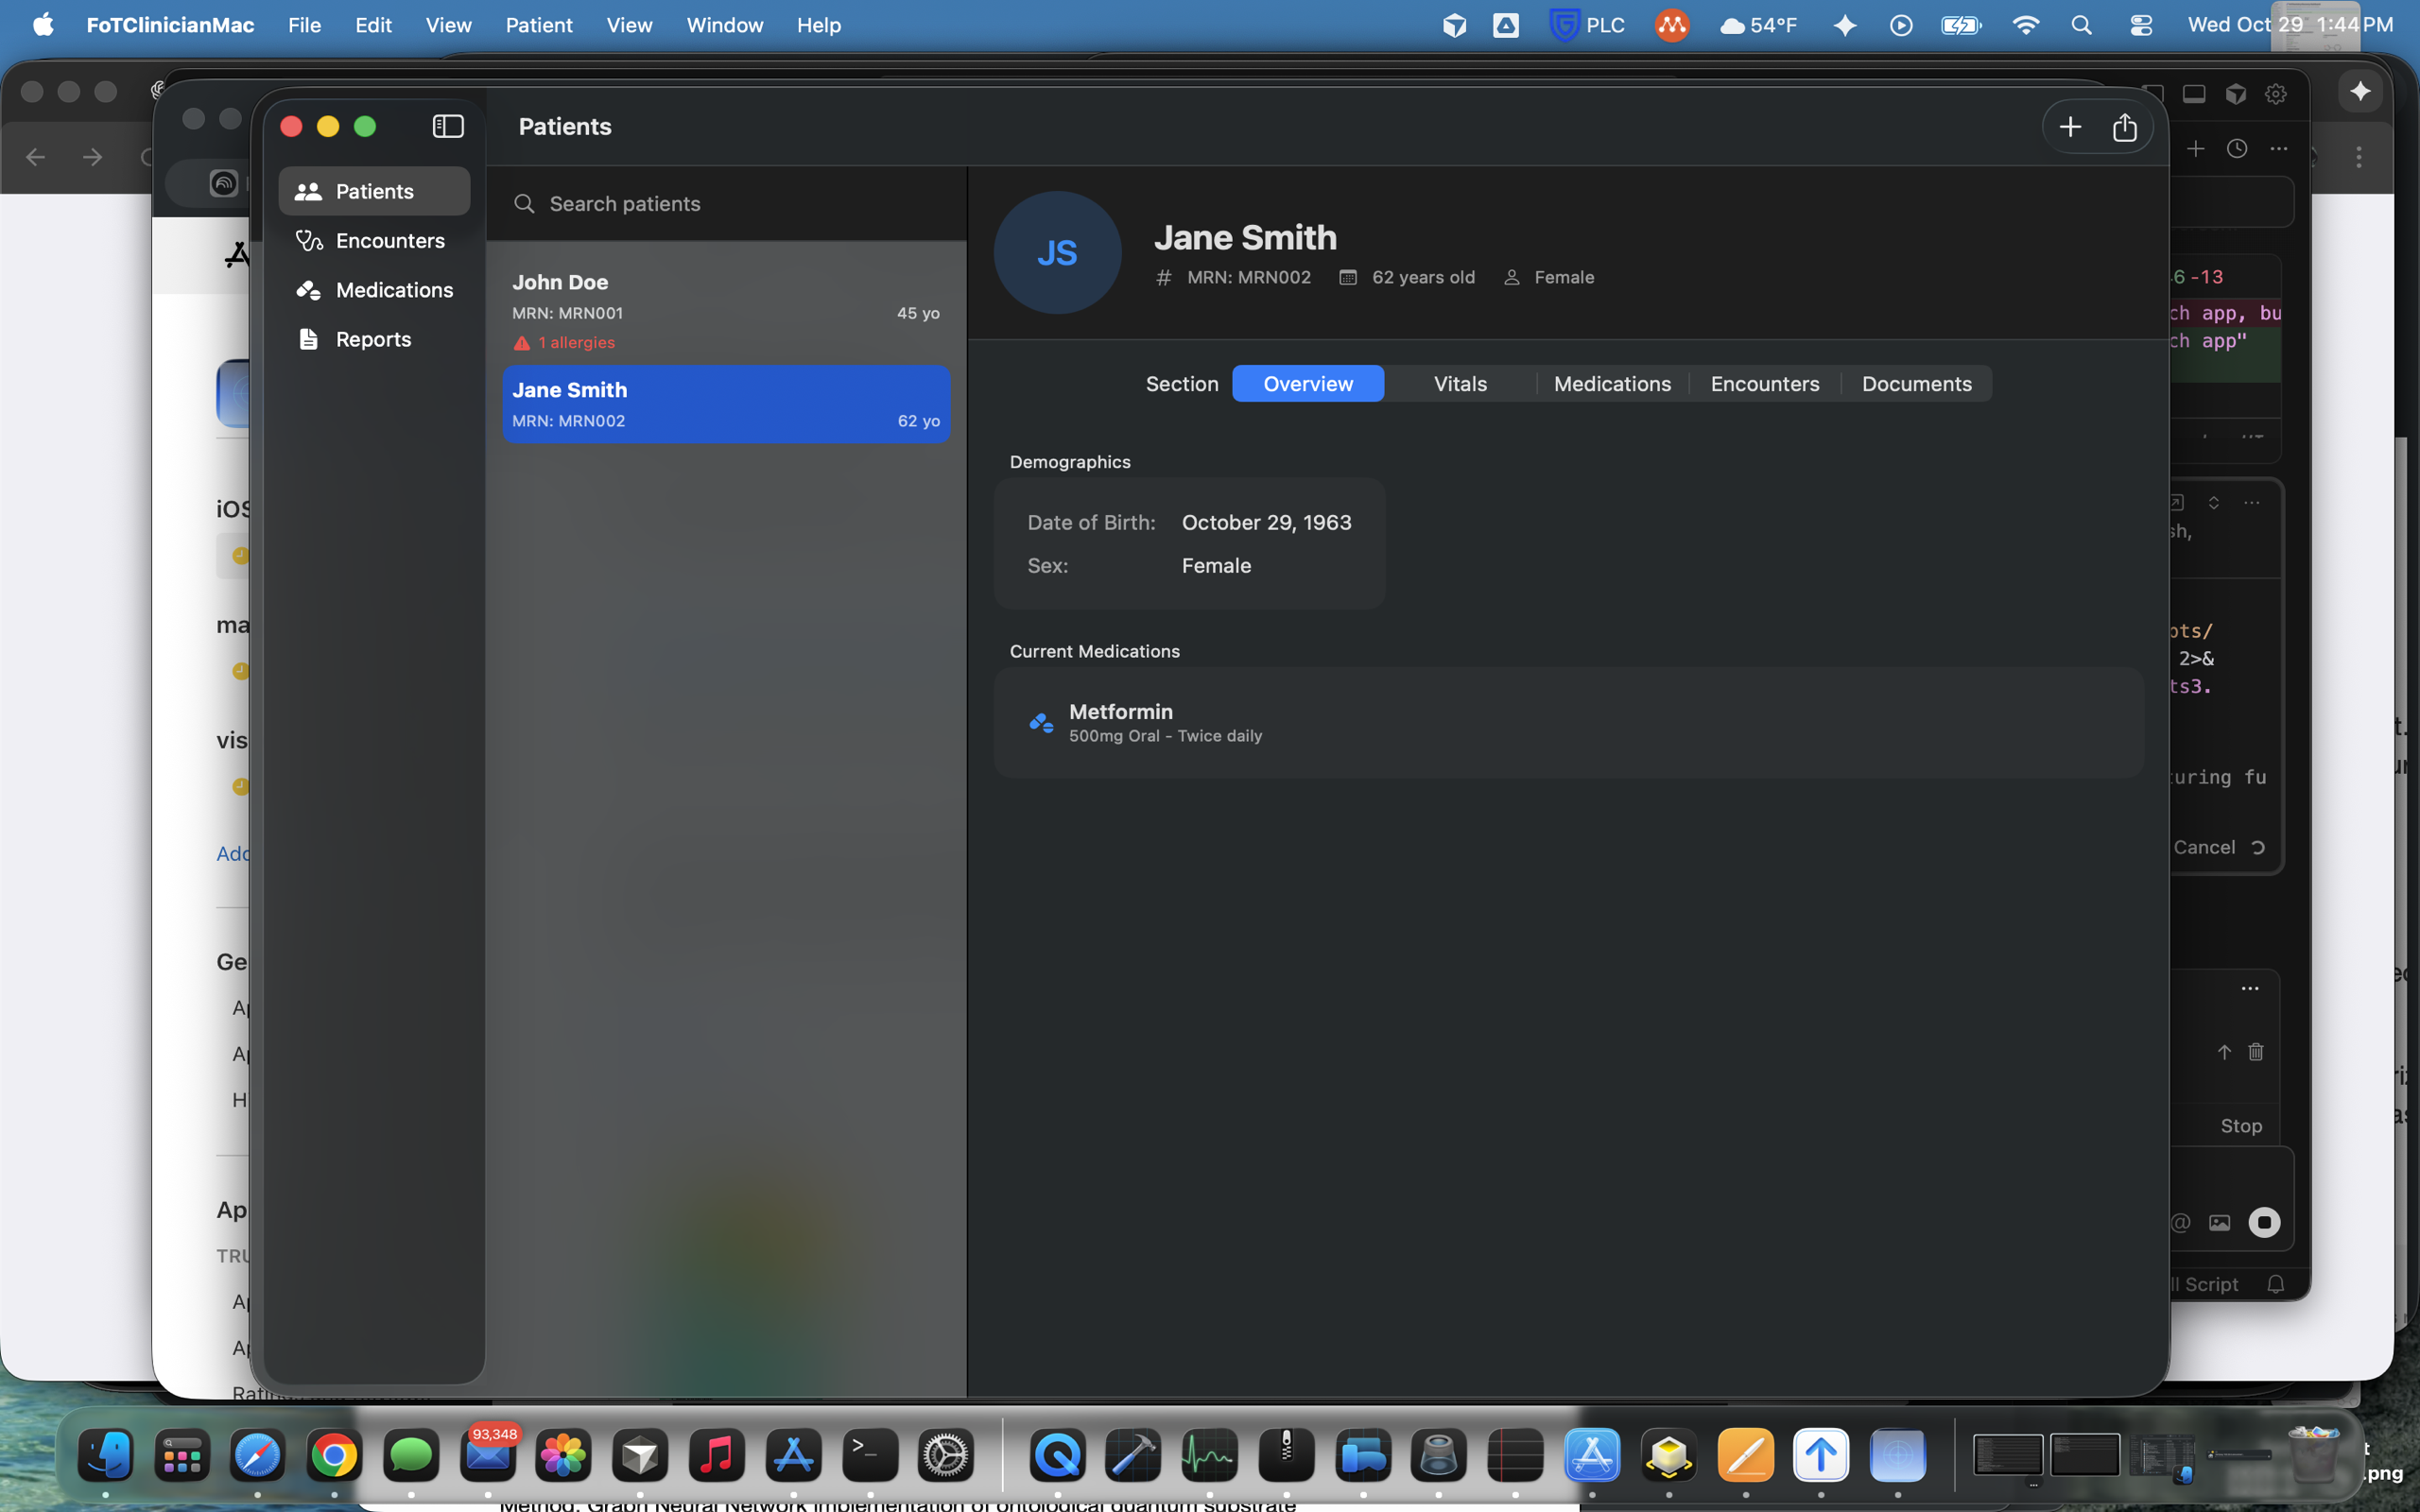 FoTClinicianMac File Edit View Patient View Window Help PLC 54°F Wed Oct 29 1:44 PM
Patients
Patients
Encounters
Medications
Reports
Search patients
John Doe
MRN: MRN001 45 yo
1 allergies
Jane Smith
MRN: MRN002 62 yo
JS
Jane Smith
# MRN: MRN002 62 years old Female
Section Overview Vitals Medications Encounters Documents
Demographics
Date of Birth: October 29, 1963
Sex: Female
Current Medications
Metformin
500mg Oral - Twice daily
iOS
ma
vis
Add
Ge
Ap
TRU
-13
ch app, bu
ch app"
sh,
pts/
2>&
ts3.
turing fu
Cancel
Stop
ll Script
93,348
.png
Method: Graph Neural Network implementation of ontological quantum substrate